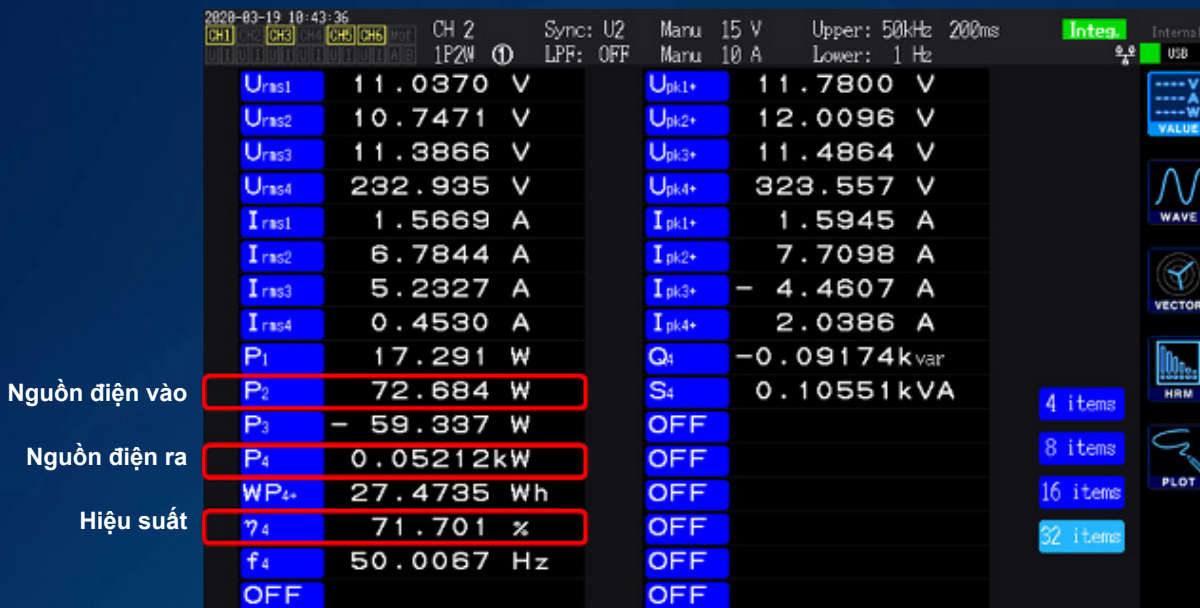 2020-03-19 10:43:36
CH1 CH2 CH3 CH4 CH5 CH6 Mot CH 2 Sync: U2 Manu 15 V Upper: 50kHz 200ms Integ. Internal
U I U I U I U I U I U I A B 1P2W ① LPF: OFF Manu 10 A Lower: 1 Hz USB
Urms1 11.0370 V Upk1+ 11.7800 V
Urms2 10.7471 V Upk2+ 12.0096 V
VALUE
Urms3 11.3866 V Upk3+ 11.4864 V
Urms4 232.935 V Upk4+ 323.557 V
Irms1 1.5669 A Ipk1+ 1.5945 A
WAVE
Irms2 6.7844 A Ipk2+ 7.7098 A
Irms3 5.2327 A Ipk3+ - 4.4607 A
VECTOR
Irms4 0.4530 A Ipk4+ 2.0386 A
P1 17.291 W Q4 -0.09174kvar
Nguồn điện vào P2 72.684 W S4 0.10551kVA
HRM
4 items
P3 - 59.337 W OFF
8 items
Nguồn điện ra P4 0.05212kW OFF
PLOT
WP4+ 27.4735 Wh OFF
16 items
Hiệu suất η4 71.701 % OFF
32 items
f4 50.0067 Hz OFF
OFF OFF